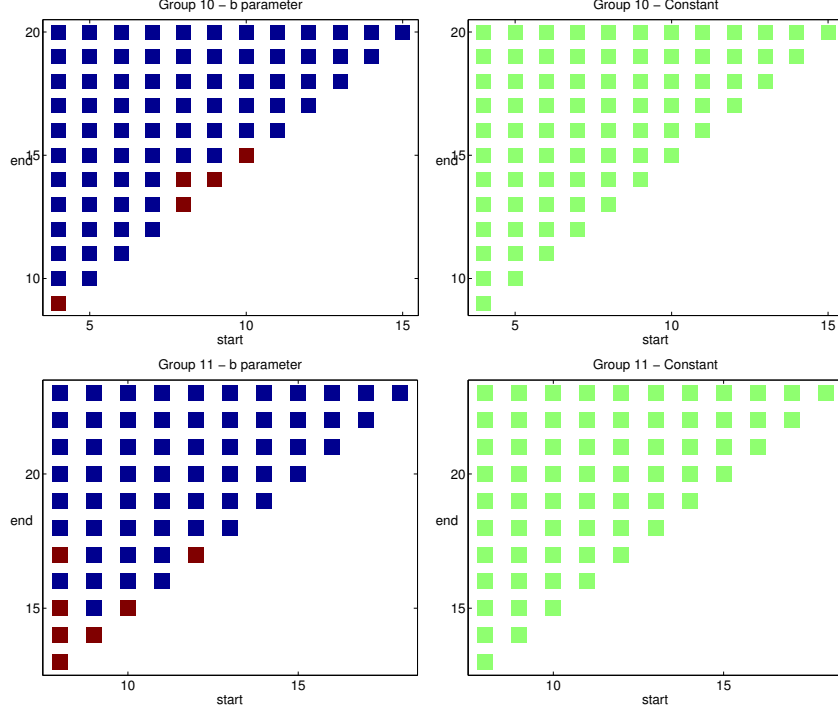 Group 10 − b parameter
20
15
10
end
5 10 15
start
Group 10 − Constant
20
15
10
end
5 10 15
start
Group 11 − b parameter
20
15
end
10 15
start
Group 11 − Constant
20
15
end
10 15
start